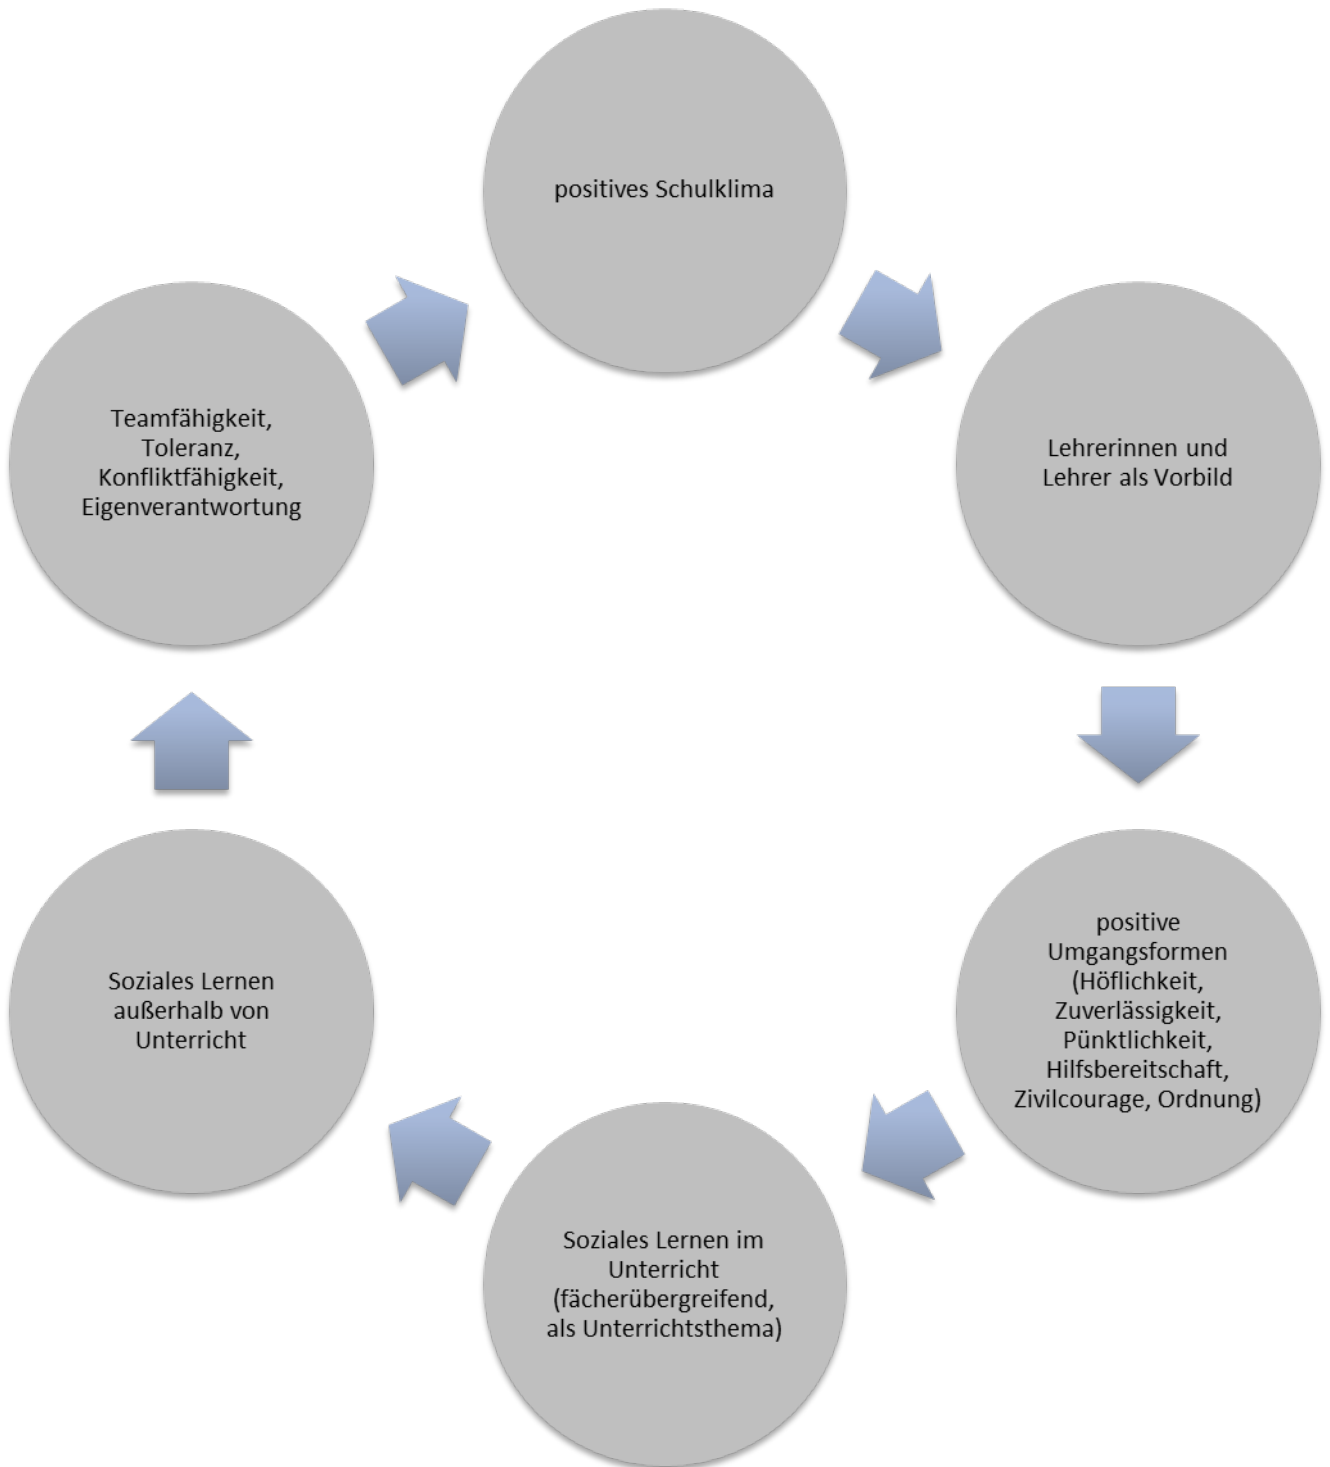 positives Schulklima
Lehrerinnen und
Lehrer als Vorbild
positive
Umgangsformen
(Höflichkeit,
Zuverlässigkeit,
Pünktlichkeit,
Hilfsbereitschaft,
Zivilcourage, Ordnung)
Soziales Lernen im
Unterricht
(fächerübergreifend,
als Unterrichtsthema)
Soziales Lernen
außerhalb von
Unterricht
Teamfähigkeit,
Toleranz,
Konfliktfähigkeit,
Eigenverantwortung